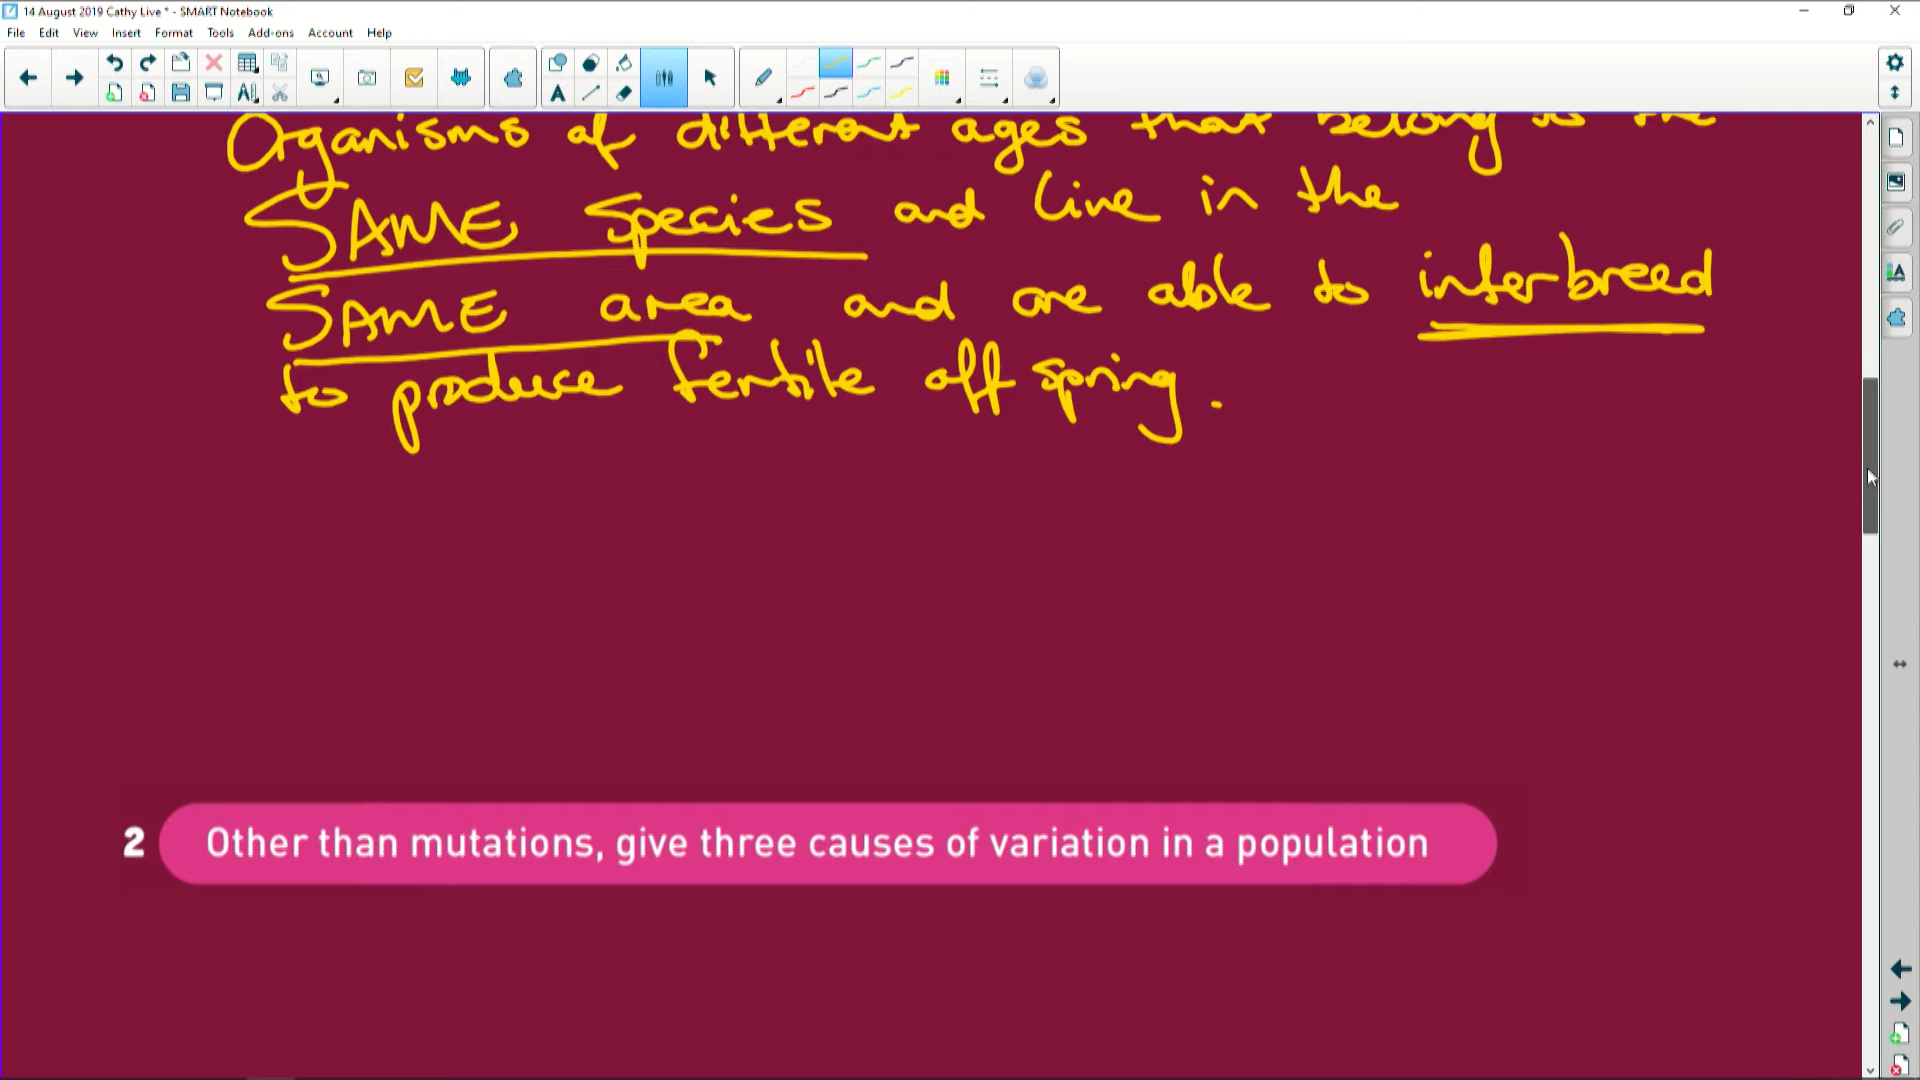 14 August 2019 Cathy Live * - SMART Notebook
File Edit View Insert Format Tools Add-ons Account Help
Organisms of different ages that belong to the
SAME species and live in the
SAME area and are able to interbreed
to produce fertile offspring.
2 Other than mutations, give three causes of variation in a population